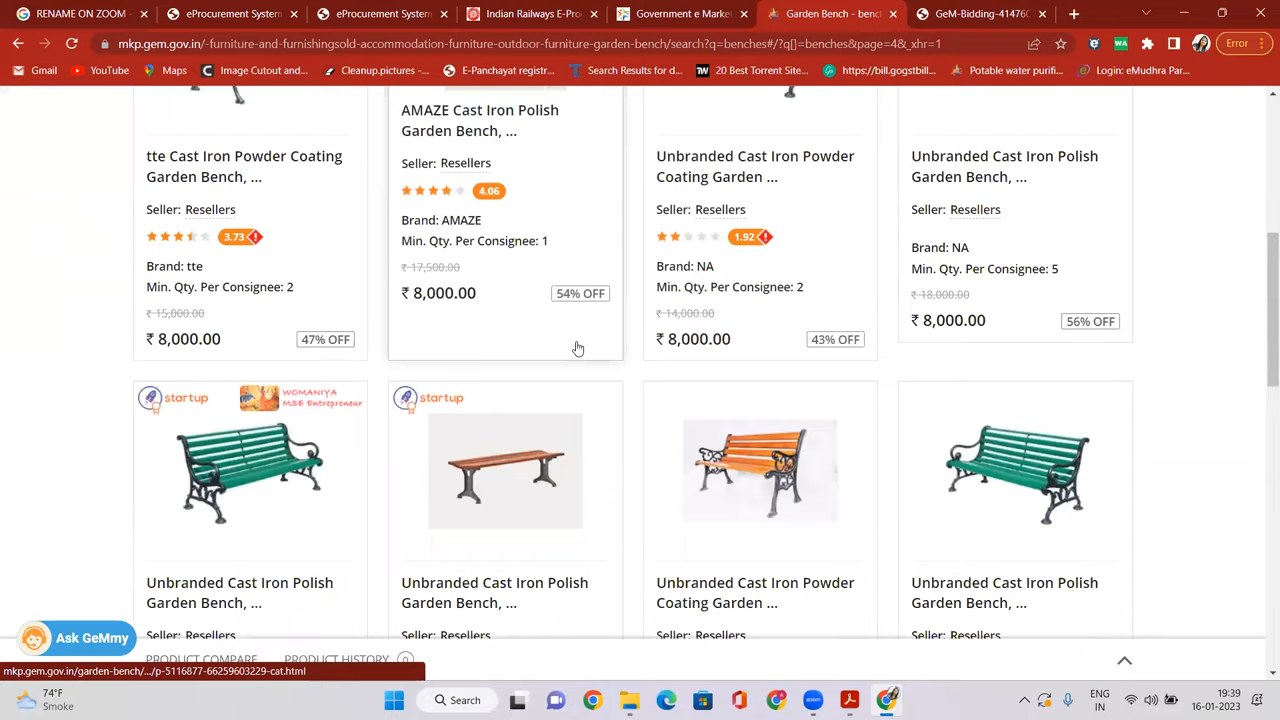 RENAME ON ZOOM -
eProcurement System
eProcurement System
Indian Railways E-Pro
Government e Market
Garden Bench - benc
GeM-Bidding-414760
mkp.gem.gov.in/-furniture-and-furnishingsold-accommodation-furniture-outdoor-furniture-garden-bench/search?q=benches#/?q[]=benches&page=4&_xhr=1
Error
Gmail
YouTube
Maps
Image Cutout and...
Cleanup.pictures -...
E-Panchayat registr...
Search Results for d...
20 Best Torrent Site...
https://bill.gogstbill...
Potable water purifi...
Login: eMudhra Par...
tte Cast Iron Powder Coating
Garden Bench, ...
Seller: Resellers
3.73
Brand: tte
Min. Qty. Per Consignee: 2
₹ 15,000.00
₹ 8,000.00
47% OFF
AMAZE Cast Iron Polish
Garden Bench, ...
Seller: Resellers
4.06
Brand: AMAZE
Min. Qty. Per Consignee: 1
₹ 17,500.00
₹ 8,000.00
54% OFF
Unbranded Cast Iron Powder
Coating Garden ...
Seller: Resellers
1.92
Brand: NA
Min. Qty. Per Consignee: 2
₹ 14,000.00
₹ 8,000.00
43% OFF
Unbranded Cast Iron Polish
Garden Bench, ...
Seller: Resellers
Brand: NA
Min. Qty. Per Consignee: 5
₹ 18,000.00
₹ 8,000.00
56% OFF
startup
WOMANIYA
MSE Entrepreneur
Unbranded Cast Iron Polish
Garden Bench, ...
Seller: Resellers
startup
Unbranded Cast Iron Polish
Garden Bench, ...
Seller: Resellers
Unbranded Cast Iron Powder
Coating Garden ...
Seller: Resellers
Unbranded Cast Iron Polish
Garden Bench, ...
Seller: Resellers
Ask GeMmy
PRODUCT COMPARE
PRODUCT HISTORY
0
mkp.gem.gov.in/garden-bench/.../p-5116877-66259603229-cat.html
74°F
Smoke
Search
ENG
IN
19:39
16-01-2023